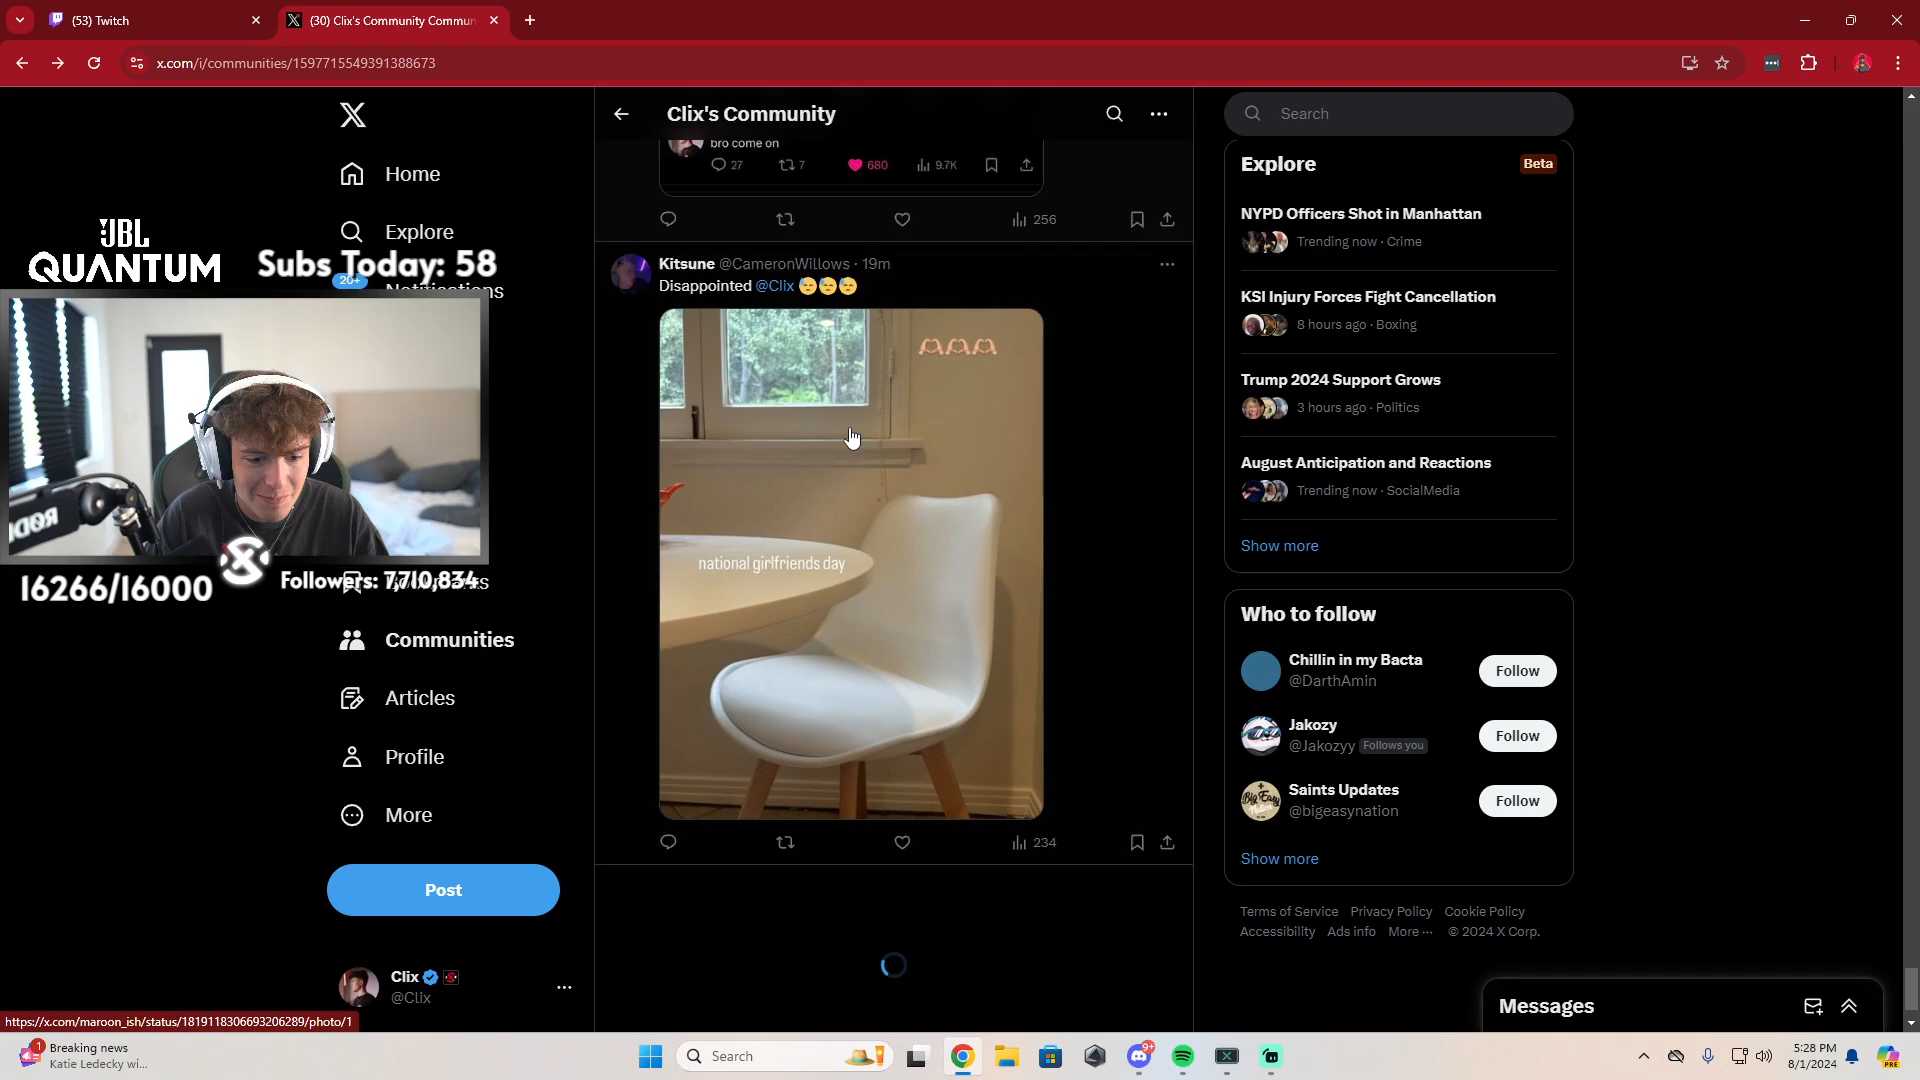 (53) Twitch
(30) Clix's Community Commun
x.com/i/communities/1597715549391388673
Home
Explore
20+
Communities
Articles
Profile
More
Post
Clix
@Clix
https://x.com/maroon_ish/status/1819118306693206289/photo/1
JBL
QUANTUM
Subs Today: 58
RODE
16266/16000
Followers: 7,710,834
Clix's Community
bro come on
27
7
680
9.7K
256
Kitsune @CameronWillows · 19m
Disappointed @Clix
national girlfriends day
234
Search
Explore
Beta
NYPD Officers Shot in Manhattan
Trending now · Crime
KSI Injury Forces Fight Cancellation
8 hours ago · Boxing
Trump 2024 Support Grows
3 hours ago · Politics
August Anticipation and Reactions
Trending now · SocialMedia
Show more
Who to follow
Chillin in my Bacta
@DarthAmin
Follow
Jakozy
@Jakozyy Follows you
Follow
Saints Updates
@bigeasynation
Follow
Show more
Terms of Service Privacy Policy Cookie Policy
Accessibility Ads info More ··· © 2024 X Corp.
Messages
1
Breaking news
Katie Ledecky wi...
Search
9+
5:28 PM
8/1/2024
PRE